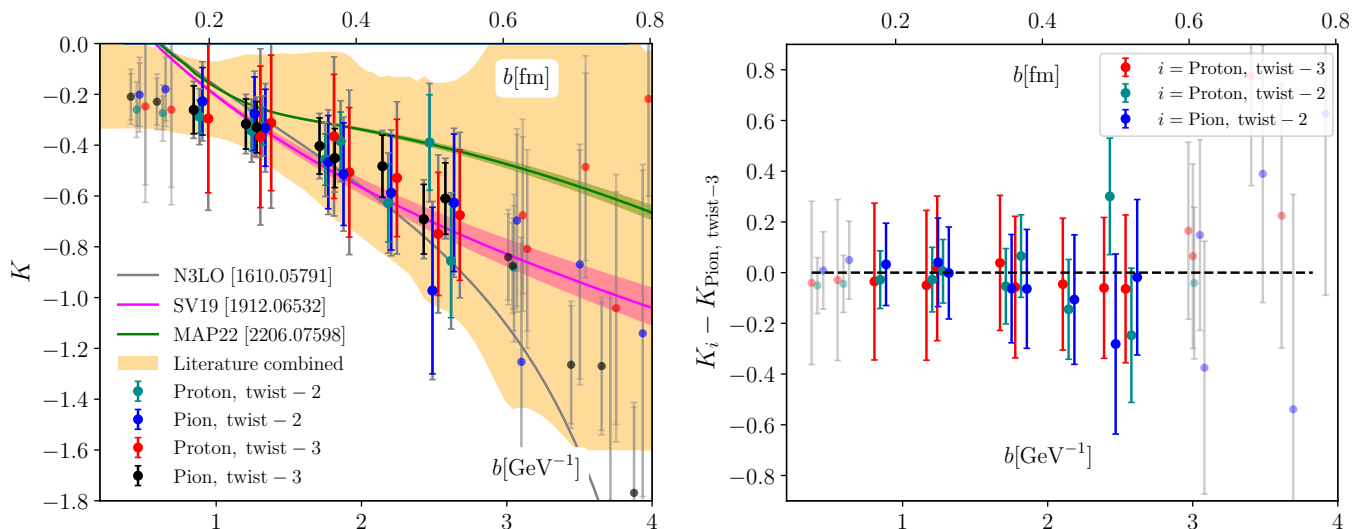 0.2 0.4 0.6 0.8
b[fm]
0.0
−0.2
−0.4
−0.6
−0.8
−1.0
−1.2
−1.4
−1.6
−1.8
K
N3LO [1610.05791]
SV19 [1912.06532]
MAP22 [2206.07598]
Literature combined
Proton, twist − 2
Pion, twist − 2
Proton, twist − 3
Pion, twist − 3
b[GeV⁻¹]
1 2 3 4
0.2 0.4 0.6 0.8
b[fm]
i = Proton, twist − 3
i = Proton, twist − 2
i = Pion, twist − 2
0.8
0.6
0.4
0.2
0.0
−0.2
−0.4
−0.6
−0.8
K_i − K_Pion, twist−3
b[GeV⁻¹]
1 2 3 4